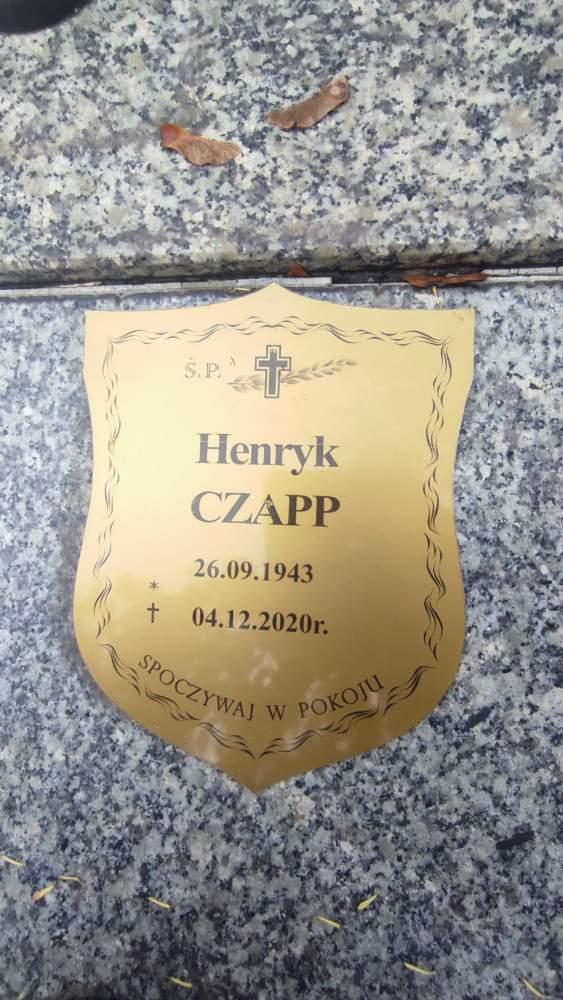 Ś.P.
Henryk
CZAPP
* 26.09.1943
† 04.12.2020r.
SPOCZYWAJ W POKOJU